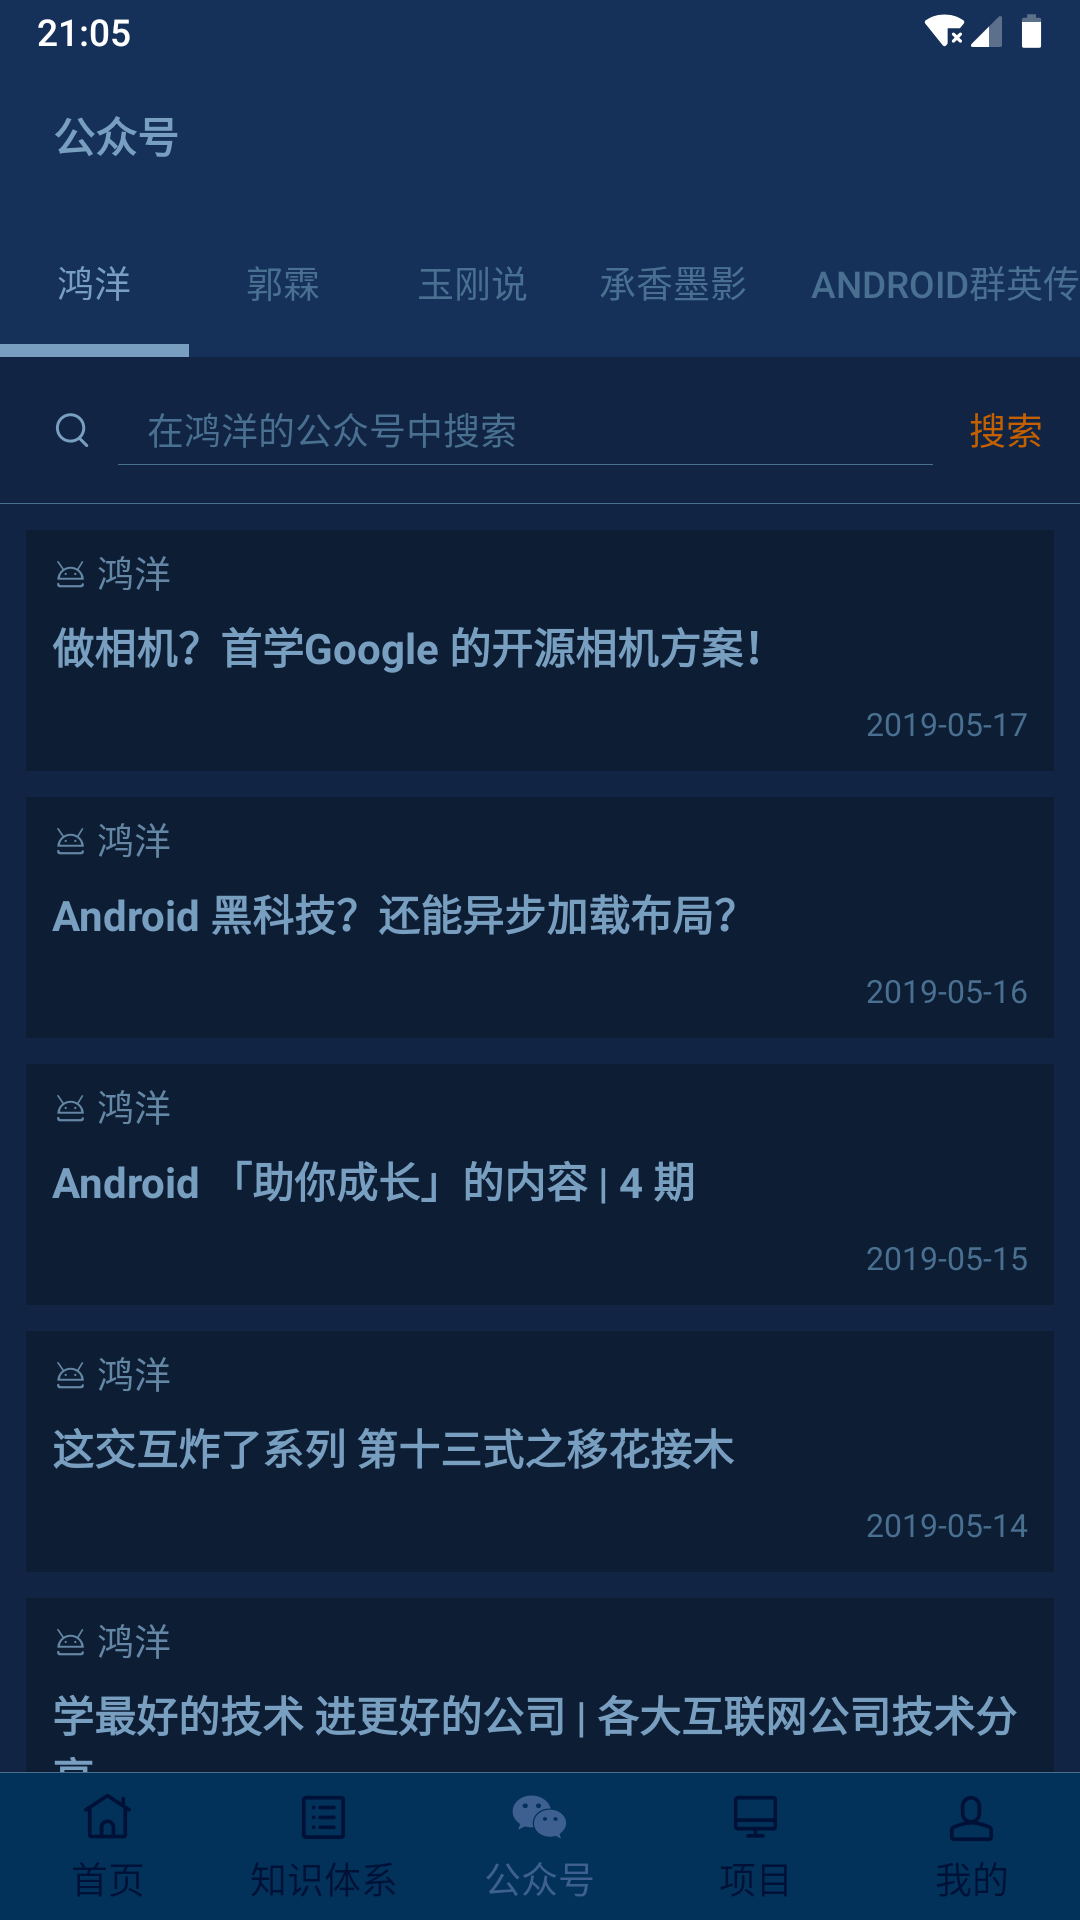 21:05
公众号
鸿洋 郭霖 玉刚说 承香墨影 ANDROID群英传
在鸿洋的公众号中搜索 搜索
鸿洋
做相机？首学Google 的开源相机方案！
2019-05-17
鸿洋
Android 黑科技？还能异步加载布局？
2019-05-16
鸿洋
Android 「助你成长」的内容 | 4 期
2019-05-15
鸿洋
这交互炸了系列 第十三式之移花接木
2019-05-14
鸿洋
学最好的技术 进更好的公司 | 各大互联网公司技术分
首页 知识体系 公众号 项目 我的